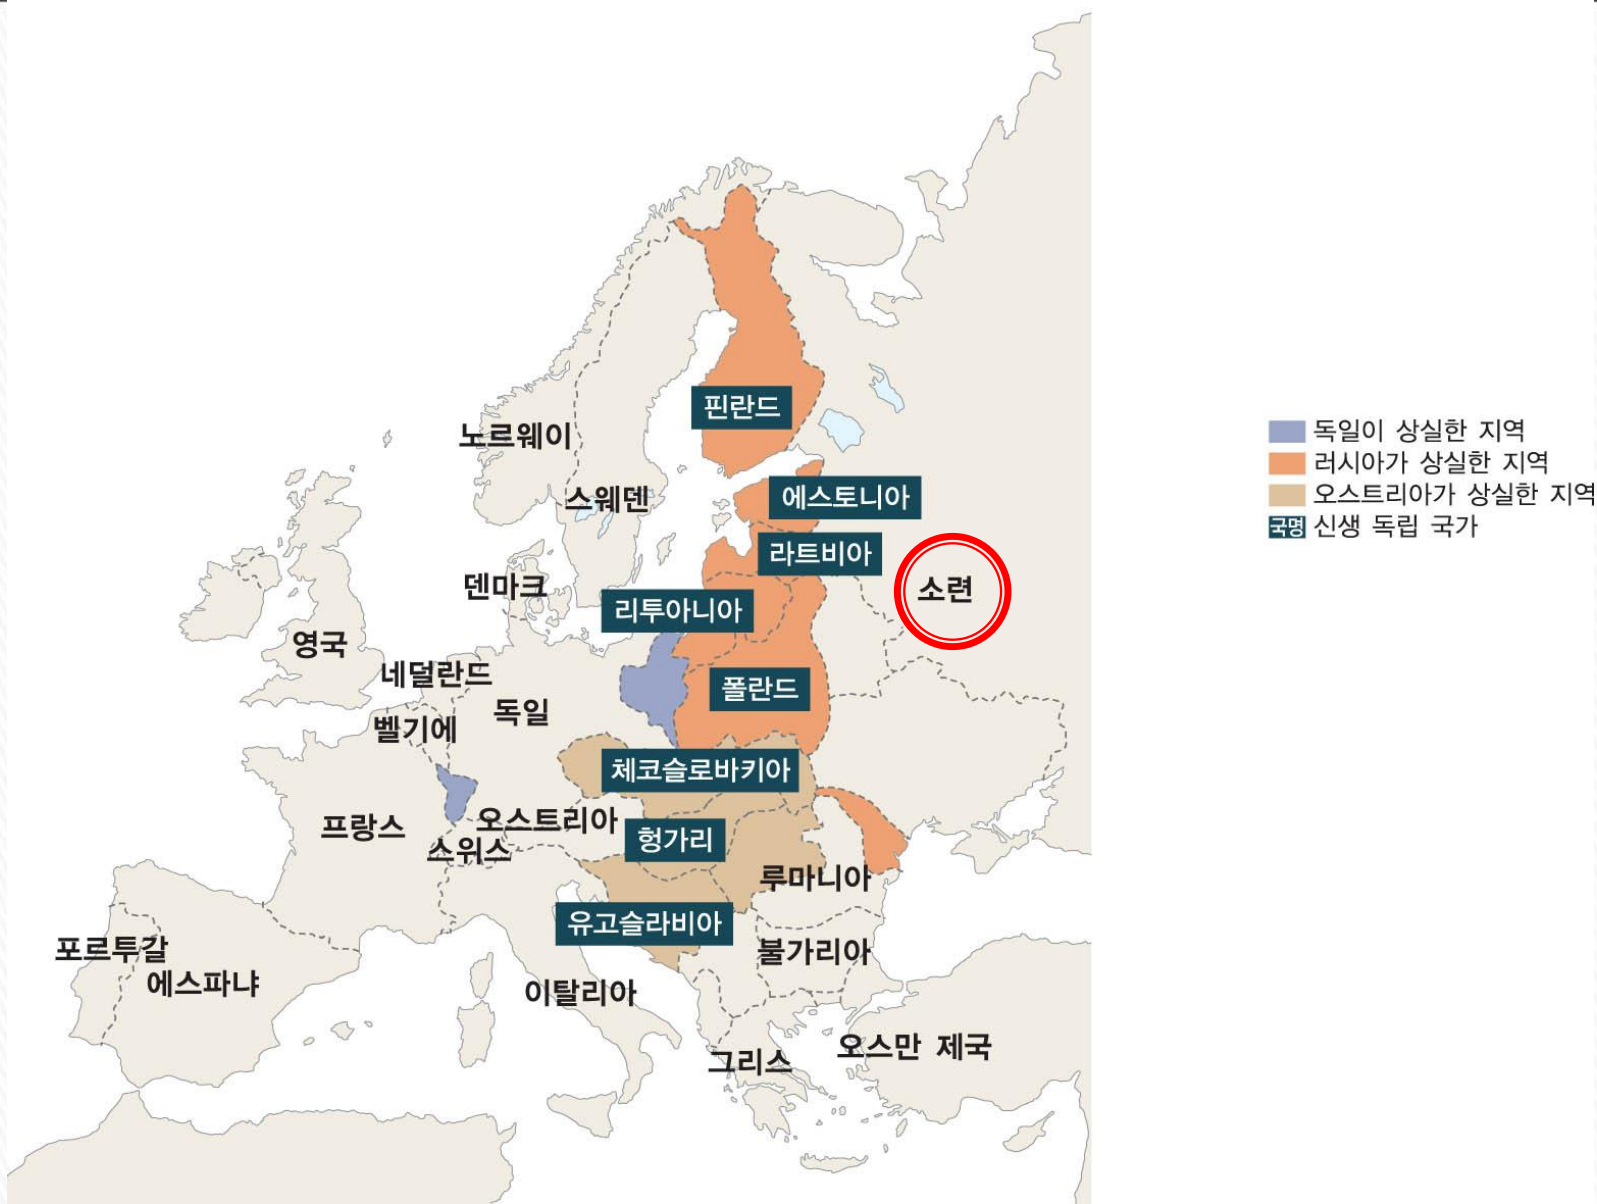 핀란드
노르웨이
스웨덴
에스토니아
라트비아
소련
덴마크
리투아니아
영국
네덜란드
폴란드
독일
벨기에
체코슬로바키아
프랑스
오스트리아
헝가리
스위스
루마니아
유고슬라비아
포르투갈
불가리아
에스파냐
이탈리아
그리스
오스만 제국
독일이 상실한 지역
러시아가 상실한 지역
오스트리아가 상실한 지역
국명 신생 독립 국가